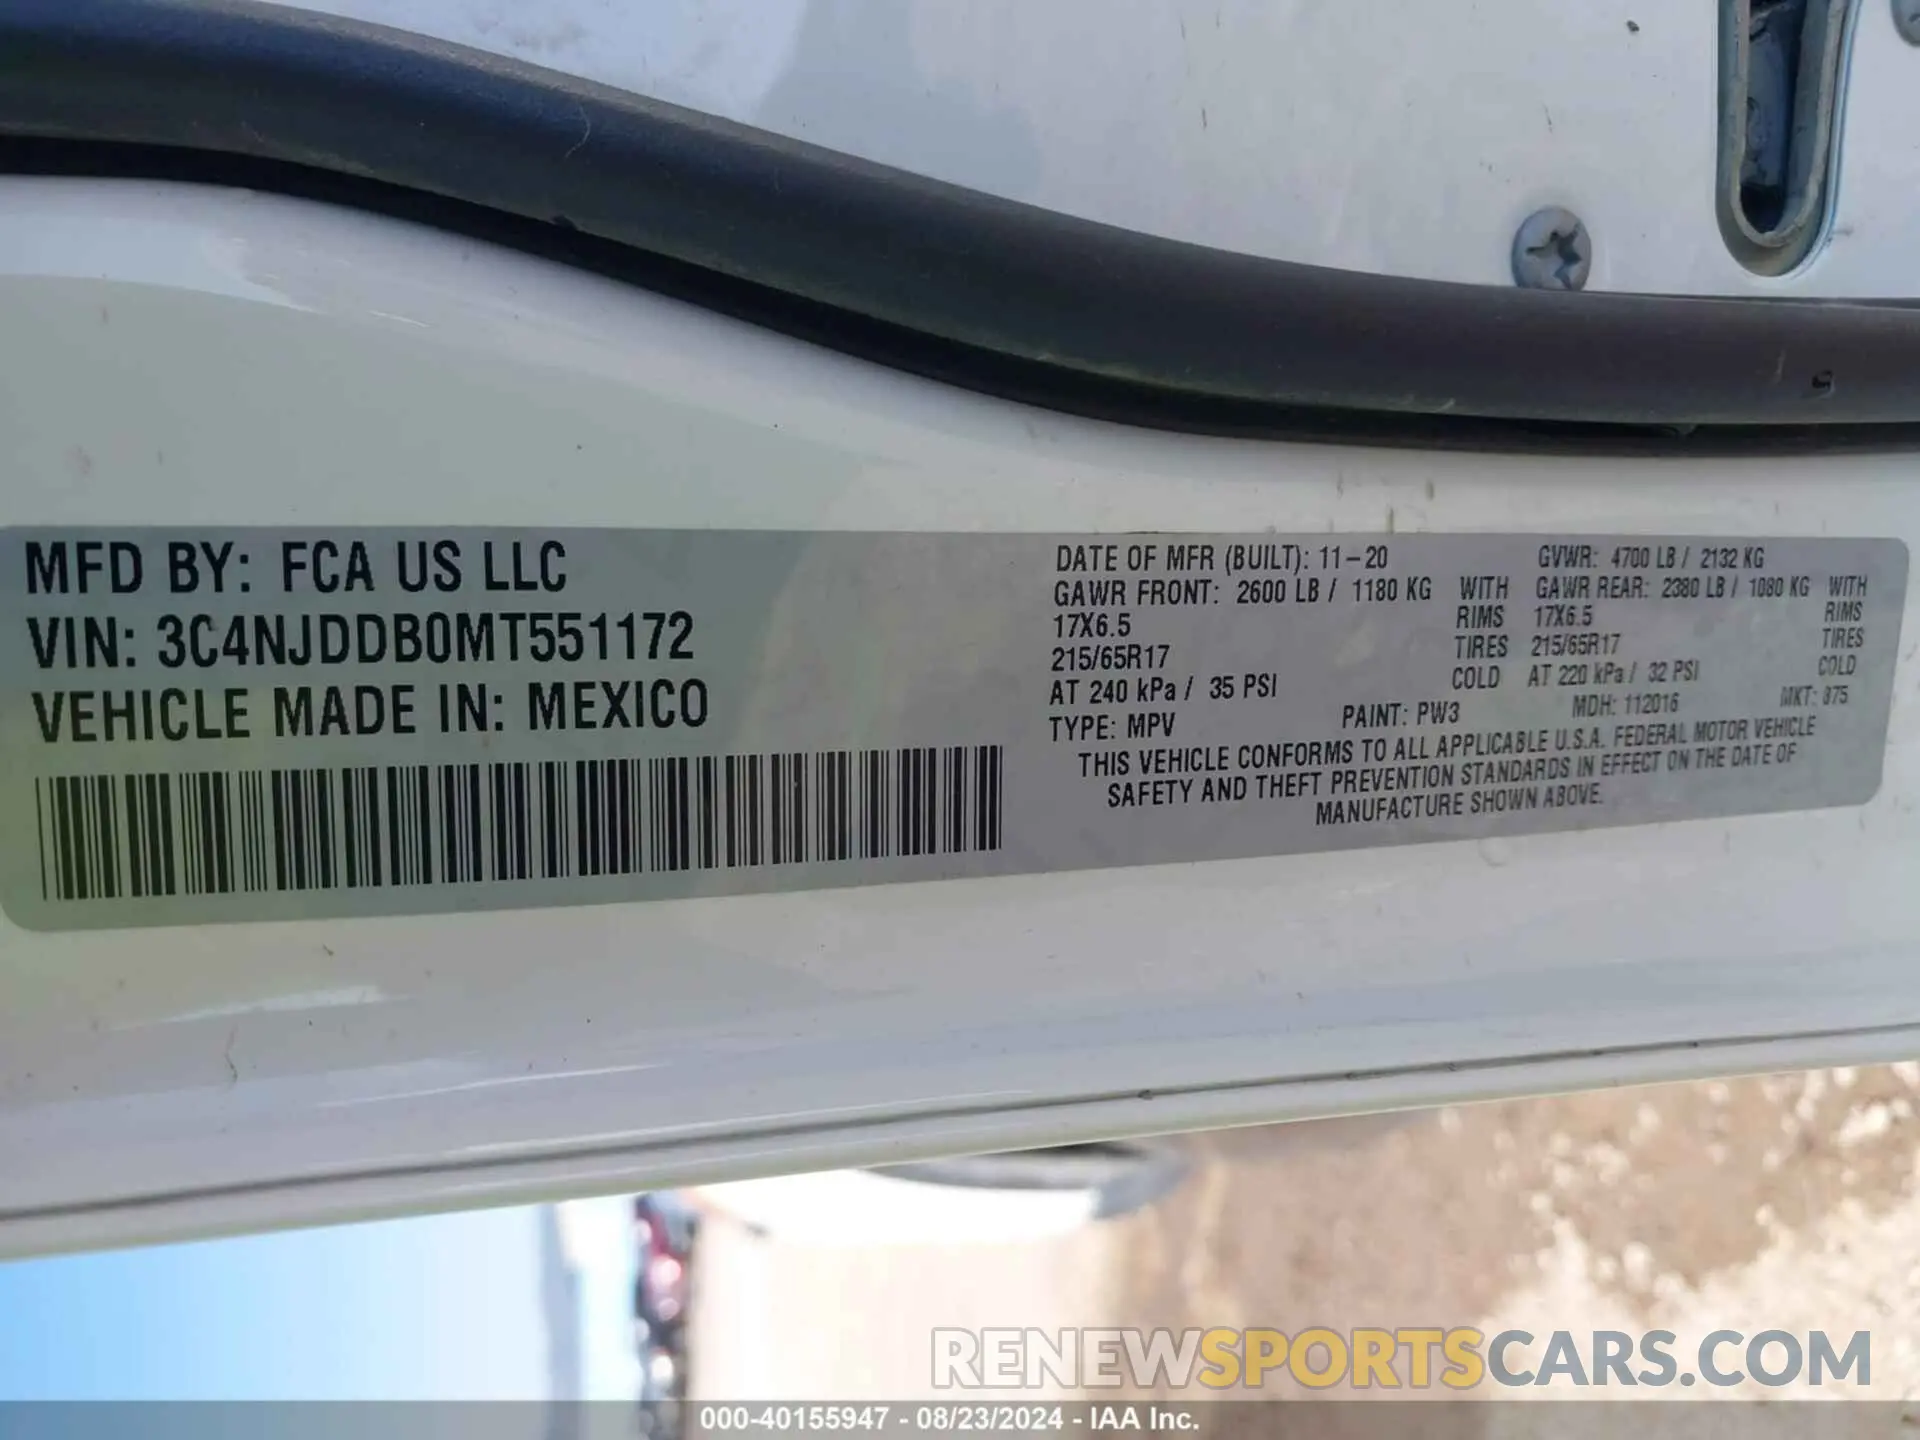 MFD BY: FCA US LLC
VIN: 3C4NJDDB0MT551172
VEHICLE MADE IN: MEXICO
DATE OF MFR (BUILT): 11-20 GVWR: 4700 LB / 2132 KG
GAWR FRONT: 2600 LB / 1180 KG WITH GAWR REAR: 2380 LB / 1080 KG WITH
17X6.5 RIMS 17X6.5 RIMS
215/65R17 TIRES 215/65R17 TIRES
AT 240 kPa / 35 PSI COLD AT 220 kPa / 32 PSI COLD
TYPE: MPV PAINT: PW3 MDH: 112016 MKT: 875
THIS VEHICLE CONFORMS TO ALL APPLICABLE U.S.A. FEDERAL MOTOR VEHICLE
SAFETY AND THEFT PREVENTION STANDARDS IN EFFECT ON THE DATE OF
MANUFACTURE SHOWN ABOVE.
RENEWSPORTSCARS.COM
000-40155947 - 08/23/2024 - IAA Inc.